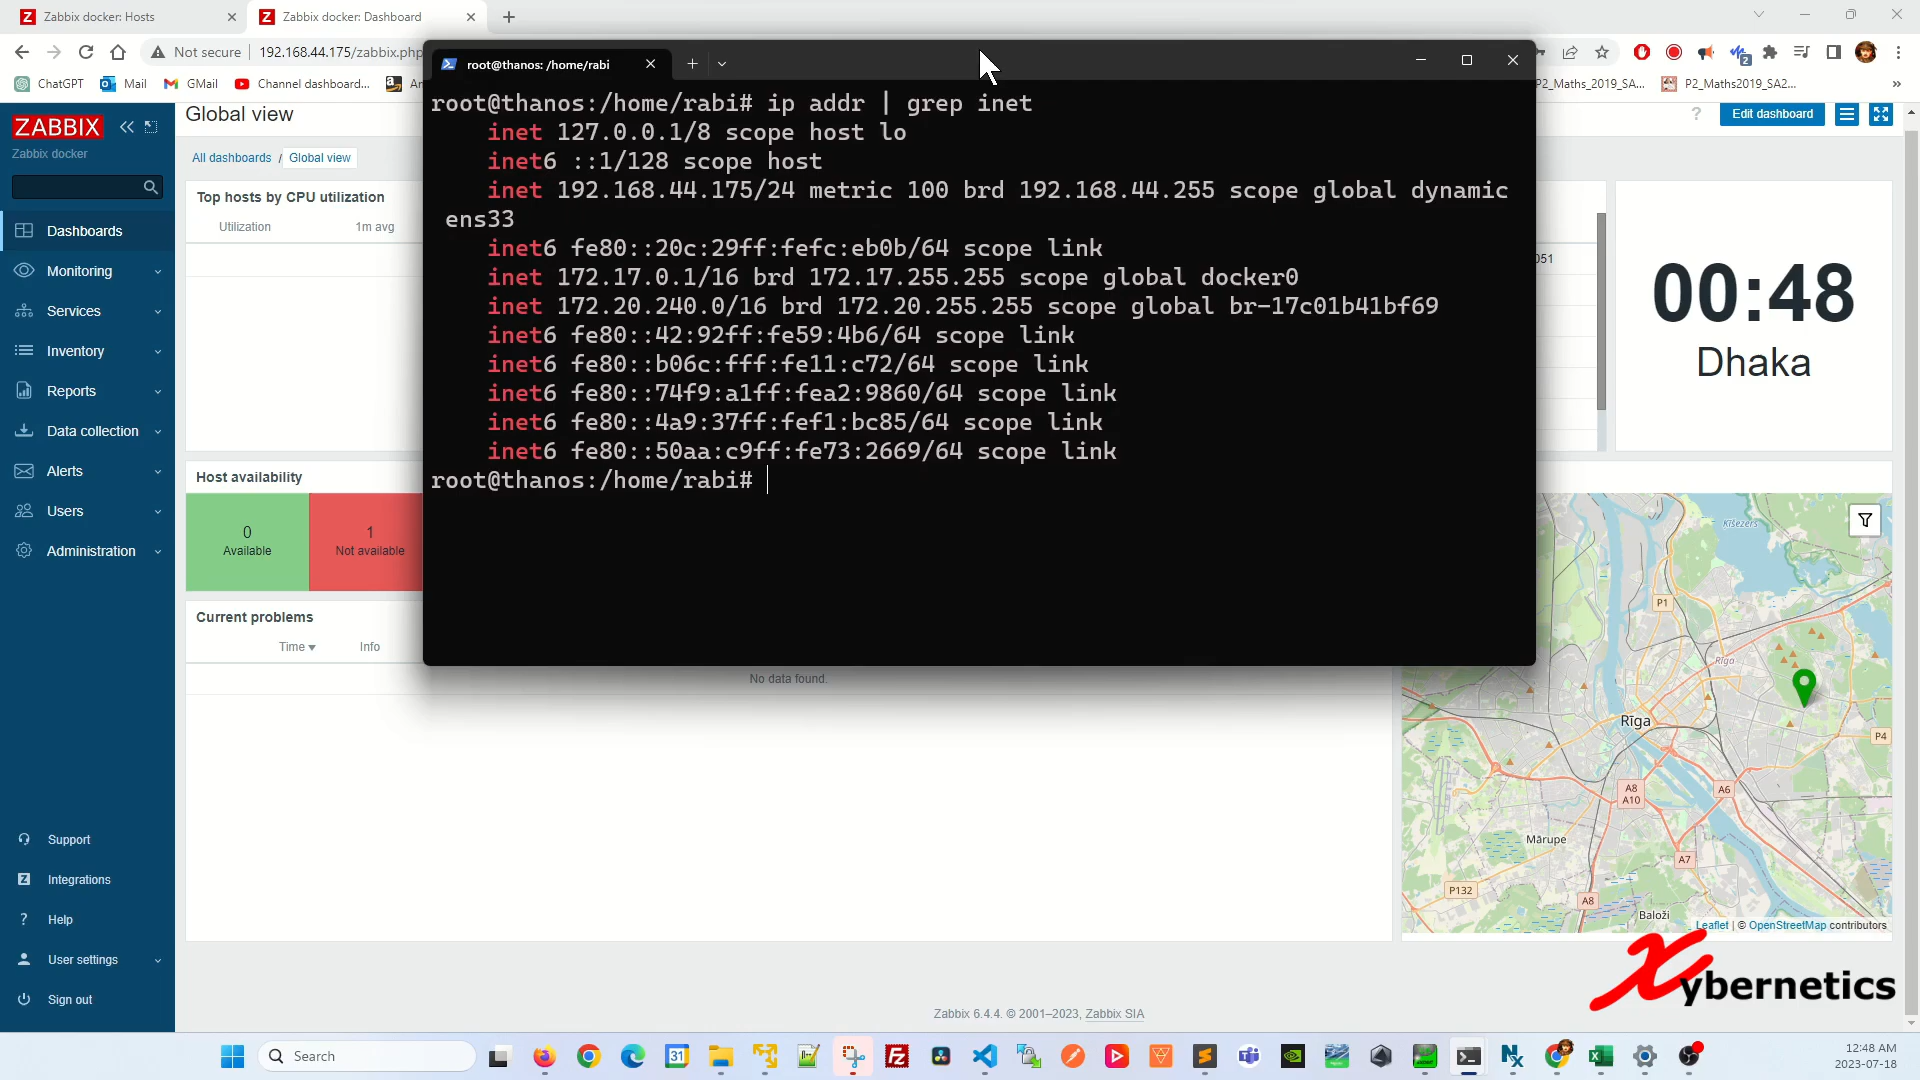 Zabbix docker: Hosts
Zabbix docker: Dashboard
Not secure
192.168.44.175/zabbix.php
ChatGPT
Mail
GMail
Channel dashboard...
P2_Maths_2019_SA...
P2_Maths2019_SA2...
root@thanos: /home/rabi
root@thanos:/home/rabi# ip addr | grep inet
inet 127.0.0.1/8 scope host lo
inet6 ::1/128 scope host
inet 192.168.44.175/24 metric 100 brd 192.168.44.255 scope global dynamic
ens33
inet6 fe80::20c:29ff:fefc:eb0b/64 scope link
inet 172.17.0.1/16 brd 172.17.255.255 scope global docker0
inet 172.20.240.0/16 brd 172.20.255.255 scope global br-17c01b41bf69
inet6 fe80::42:92ff:fe59:4b6/64 scope link
inet6 fe80::b06c:fff:fe11:c72/64 scope link
inet6 fe80::74f9:a1ff:fea2:9860/64 scope link
inet6 fe80::4a9:37ff:fef1:bc85/64 scope link
inet6 fe80::50aa:c9ff:fe73:2669/64 scope link
root@thanos:/home/rabi#
ZABBIX
Zabbix docker
Dashboards
Monitoring
Services
Inventory
Reports
Data collection
Alerts
Users
Administration
Support
Integrations
Help
User settings
Sign out
Global view
? Edit dashboard
All dashboards / Global view
Top hosts by CPU utilization
Utilization
1m avg
051
00:48
Dhaka
Host availability
0
Available
1
Not available
Current problems
Time
Info
No data found.
Ķīšezers
P1
Rīga
Rīga
P4
A8
A10
A6
Mārupe
A7
P132
A8
Baloži
Leaflet | © OpenStreetMap contributors
Xybernetics
Zabbix 6.4.4. © 2001–2023, Zabbix SIA
Search
12:48 AM
2023-07-18